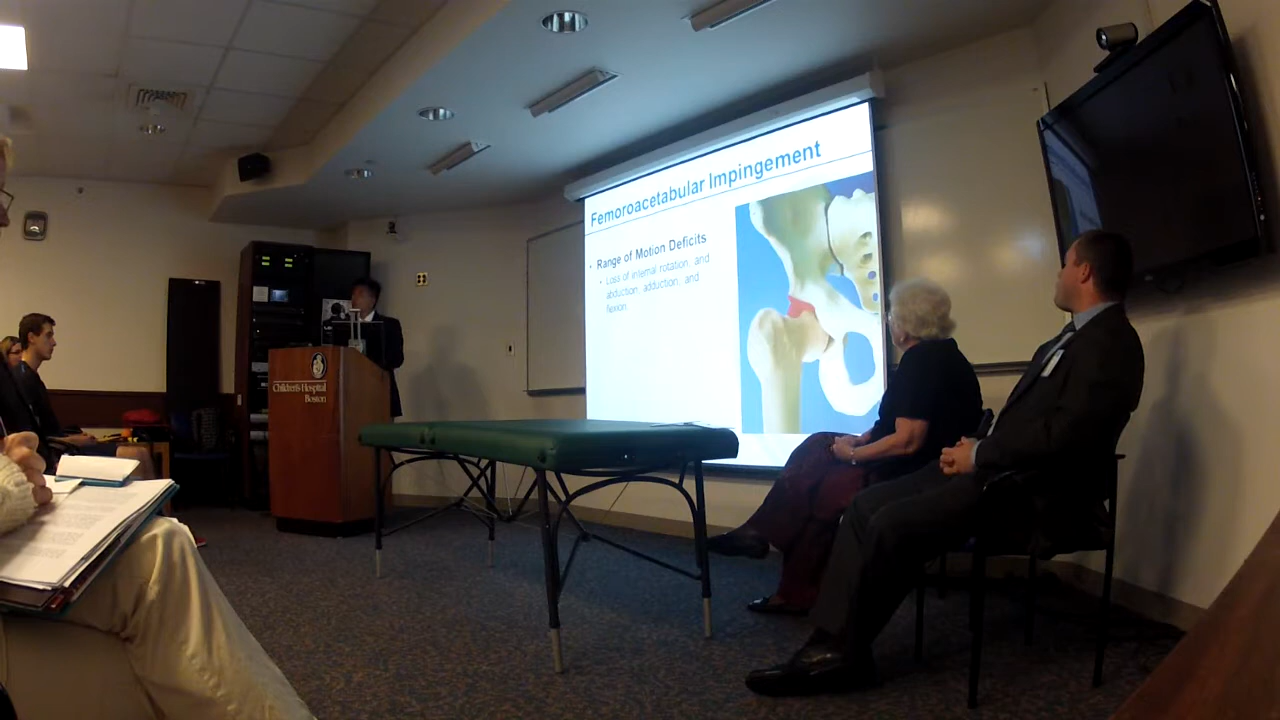 Femoroacetabular Impingement
• Range of Motion Deficits
• Loss of internal rotation, and
abduction, adduction, and
flexion.
Children's Hospital
Boston